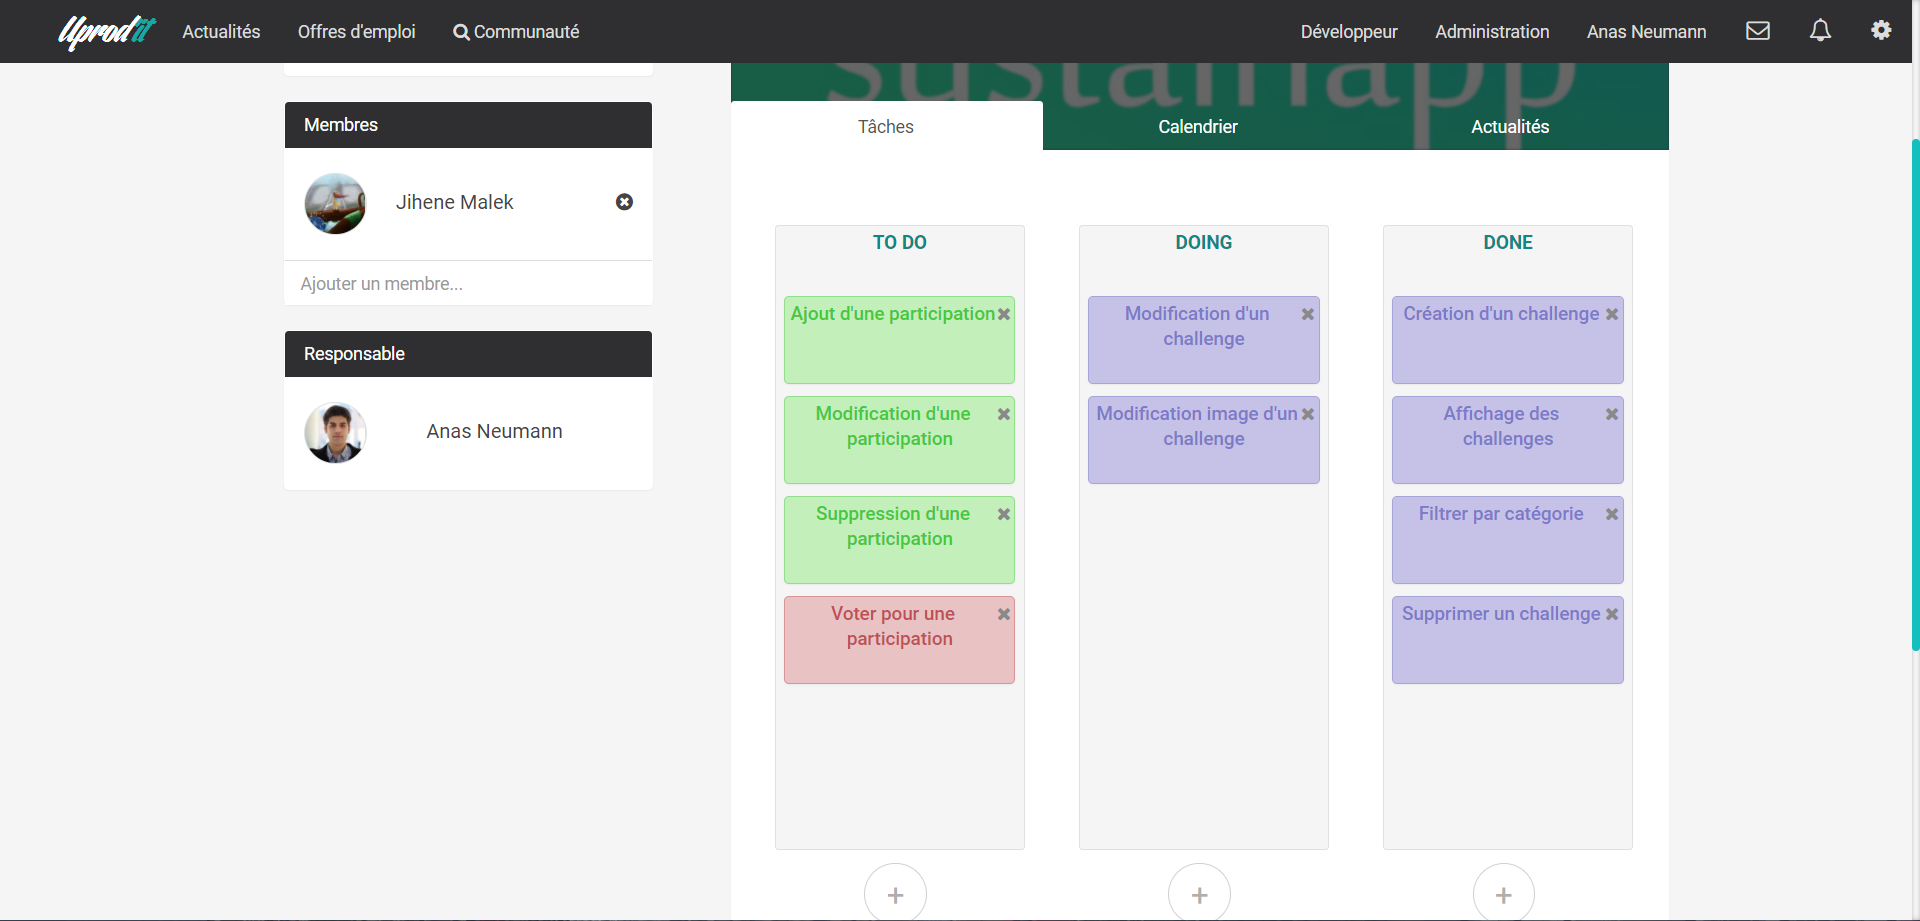 Uprodit
Actualités
Offres d'emploi
Communauté
Développeur
Administration
Anas Neumann
sustainapp
Membres
Jihene Malek
Ajouter un membre...
Responsable
Anas Neumann
Tâches
Calendrier
Actualités
TO DO
Ajout d'une participation
Modification d'une
participation
Suppression d'une
participation
Voter pour une
participation
DOING
Modification d'un
challenge
Modification image d'un
challenge
DONE
Création d'un challenge
Affichage des
challenges
Filtrer par catégorie
Supprimer un challenge